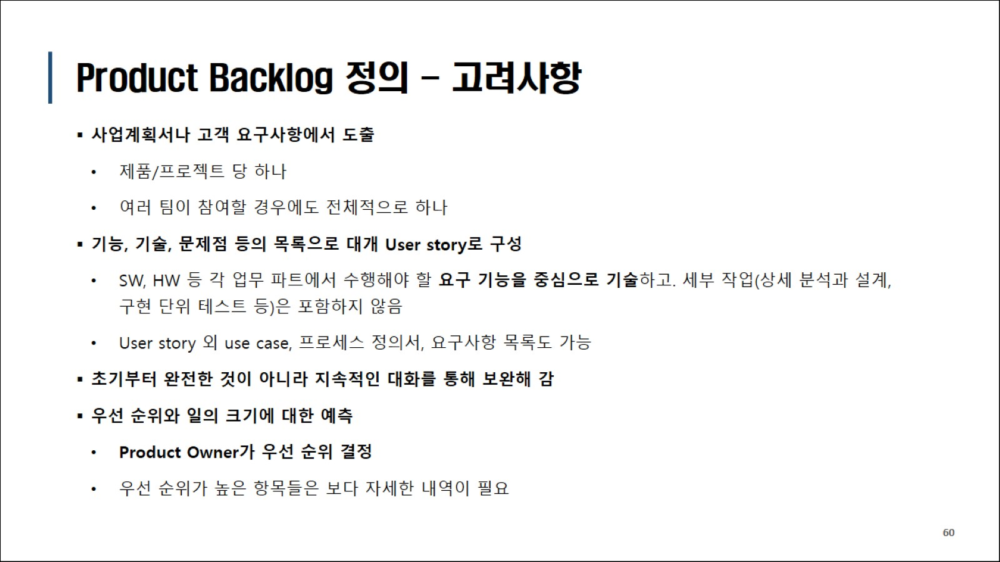 Product Backlog 정의 – 고려사항
▪ 사업계획서나 고객 요구사항에서 도출
• 제품/프로젝트 당 하나
• 여러 팀이 참여할 경우에도 전체적으로 하나
▪ 기능, 기술, 문제점 등의 목록으로 대개 User story로 구성
• SW, HW 등 각 업무 파트에서 수행해야 할 요구 기능을 중심으로 기술하고. 세부 작업(상세 분석과 설계,
구현 단위 테스트 등)은 포함하지 않음
• User story 외 use case, 프로세스 정의서, 요구사항 목록도 가능
▪ 초기부터 완전한 것이 아니라 지속적인 대화를 통해 보완해 감
▪ 우선 순위와 일의 크기에 대한 예측
• Product Owner가 우선 순위 결정
• 우선 순위가 높은 항목들은 보다 자세한 내역이 필요
60